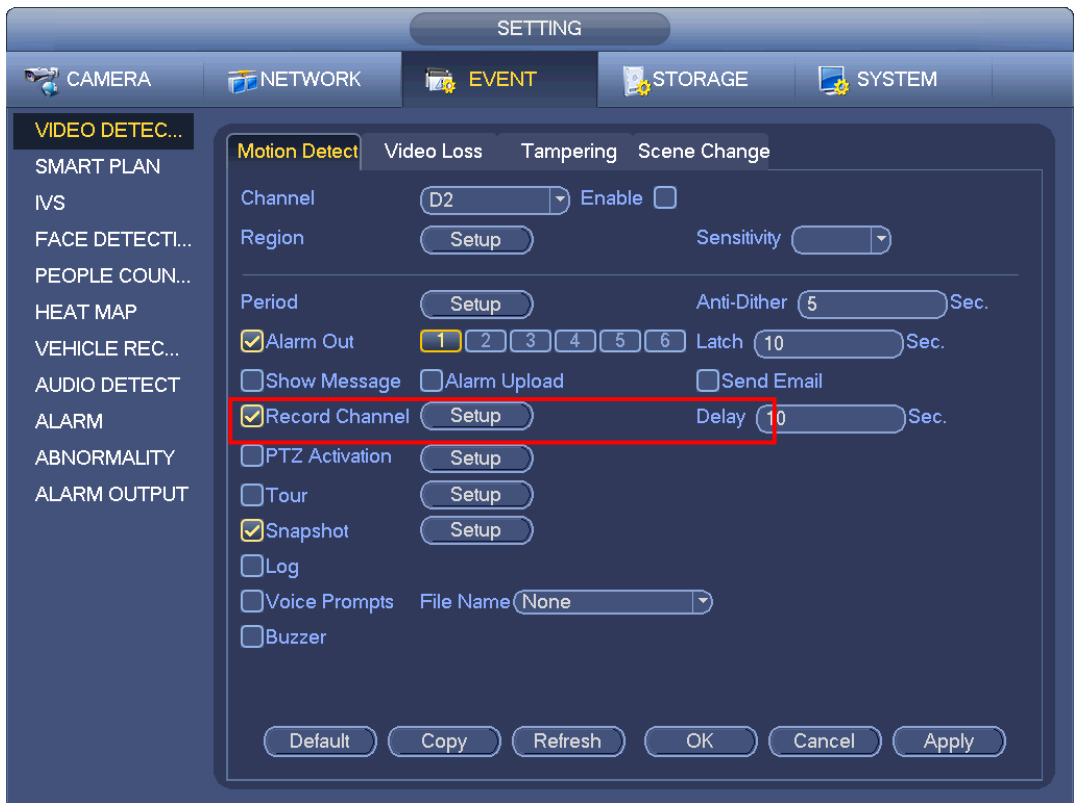 SETTING
CAMERA NETWORK EVENT STORAGE SYSTEM
VIDEO DETEC...
SMART PLAN
IVS
FACE DETECTI...
PEOPLE COUN...
HEAT MAP
VEHICLE REC...
AUDIO DETECT
ALARM
ABNORMALITY
ALARM OUTPUT
Motion Detect Video Loss Tampering Scene Change
Channel D2 Enable
Region Setup Sensitivity
Period Setup Anti-Dither 5 Sec.
Alarm Out 1 2 3 4 5 6 Latch 10 Sec.
Show Message Alarm Upload Send Email
Record Channel Setup Delay 10 Sec.
PTZ Activation Setup
Tour Setup
Snapshot Setup
Log
Voice Prompts File Name None
Buzzer
Default Copy Refresh OK Cancel Apply